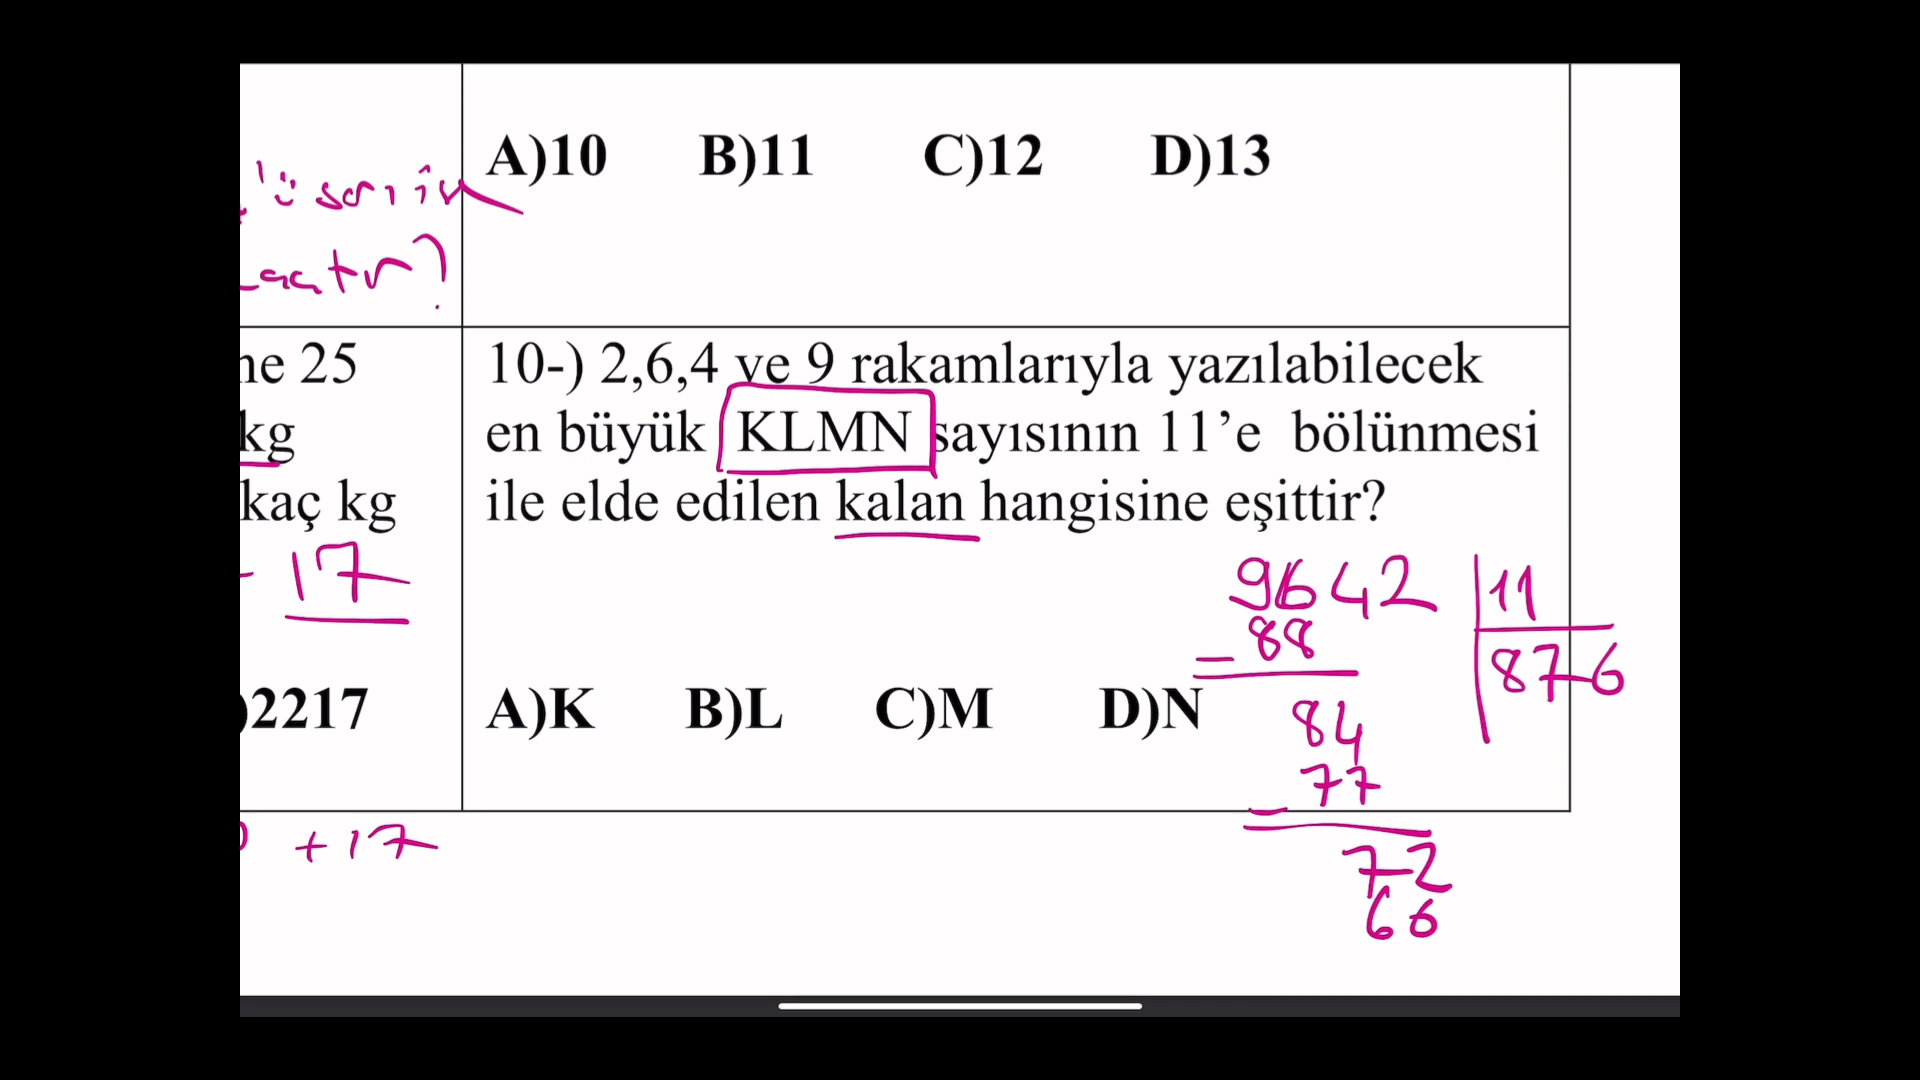 A)10 B)11 C)12 D)13
ne 25
kg
kaç kg
17
)2217
+17
10-) 2,6,4 ve 9 rakamlarıyla yazılabilecek
en büyük KLMN sayısının 11’e bölünmesi
ile elde edilen kalan hangisine eşittir?
A)K B)L C)M D)N
9642 11
88 876
84
77
72
66